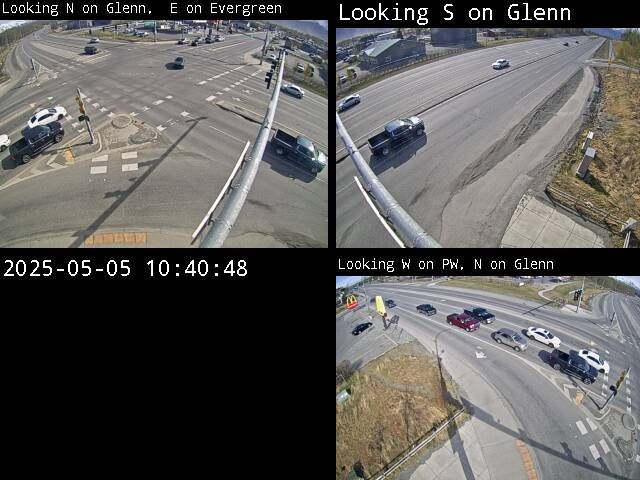 Looking N on Glenn,  E on Evergreen
Looking S on Glenn
2025-05-05 10:40:48
Looking W on PW, N on Glenn